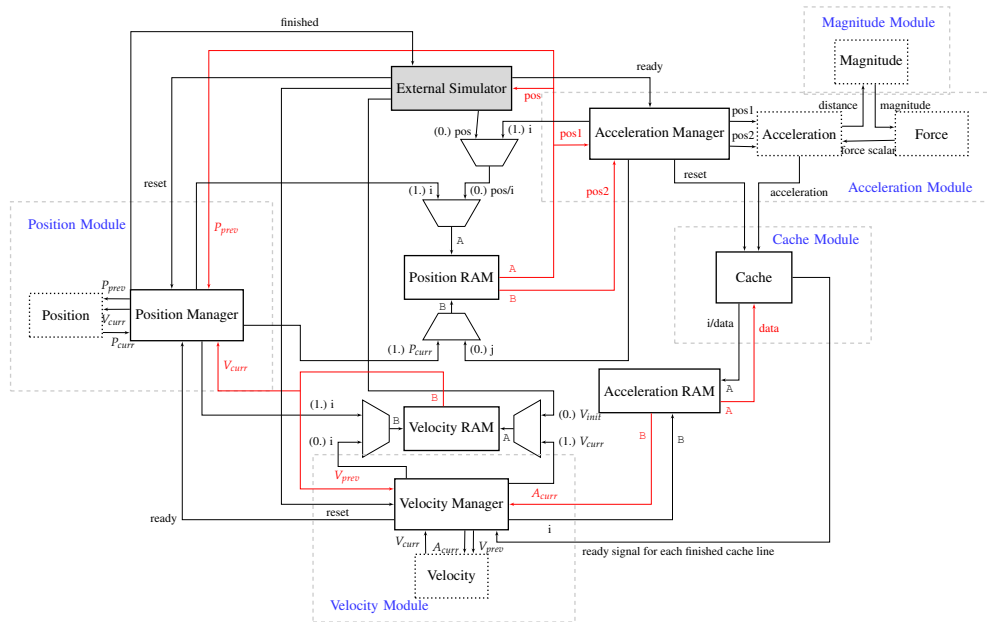 finished
Magnitude Module
Magnitude
ready
External Simulator
pos
distance
magnitude
(0.) pos
(1.) i
pos1
Acceleration Manager
pos1
pos2
Acceleration
Force
force scalar
reset
(1.) i
(0.) pos/i
pos2
reset
acceleration
Acceleration Module
Position Module
P_prev
A
Cache Module
Position RAM
A
B
Cache
P_prev
Position
V_curr
P_curr
Position Manager
B
i/data
data
(1.) P_curr
(0.) j
V_curr
Acceleration RAM
A
A
B
(1.) i
B
Velocity RAM
A
(0.) V_init
(0.) i
(1.) V_curr
B
B
V_prev
Velocity Manager
A_curr
ready
reset
i
V_curr
A_curr
V_prev
ready signal for each finished cache line
Velocity
Velocity Module